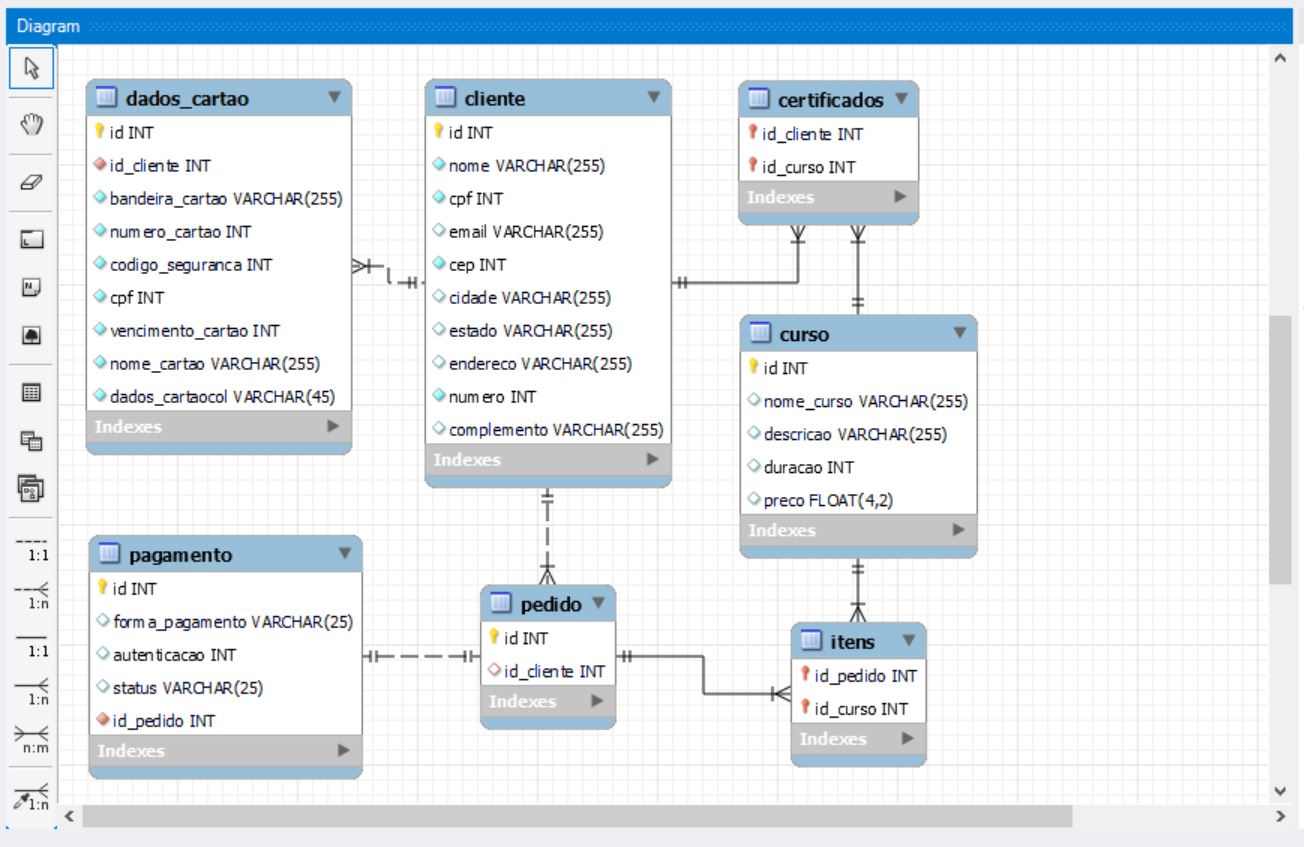 Diagram
dados_cartao
id INT
id_cliente INT
bandeira_cartao VARCHAR(255)
numero_cartao INT
codigo_seguranca INT
cpf INT
vencimento_cartao INT
nome_cartao VARCHAR(255)
dados_cartaocol VARCHAR(45)
Indexes
cliente
id INT
nome VARCHAR(255)
cpf INT
email VARCHAR(255)
cep INT
cidade VARCHAR(255)
estado VARCHAR(255)
endereco VARCHAR(255)
numero INT
complemento VARCHAR(255)
Indexes
certificados
id_cliente INT
id_curso INT
Indexes
curso
id INT
nome_curso VARCHAR(255)
descricao VARCHAR(255)
duracao INT
preco FLOAT(4,2)
Indexes
pagamento
id INT
forma_pagamento VARCHAR(25)
autenticacao INT
status VARCHAR(25)
id_pedido INT
Indexes
pedido
id INT
id_cliente INT
Indexes
itens
id_pedido INT
id_curso INT
Indexes
1:1
1:n
1:1
1:n
n:m
1:n